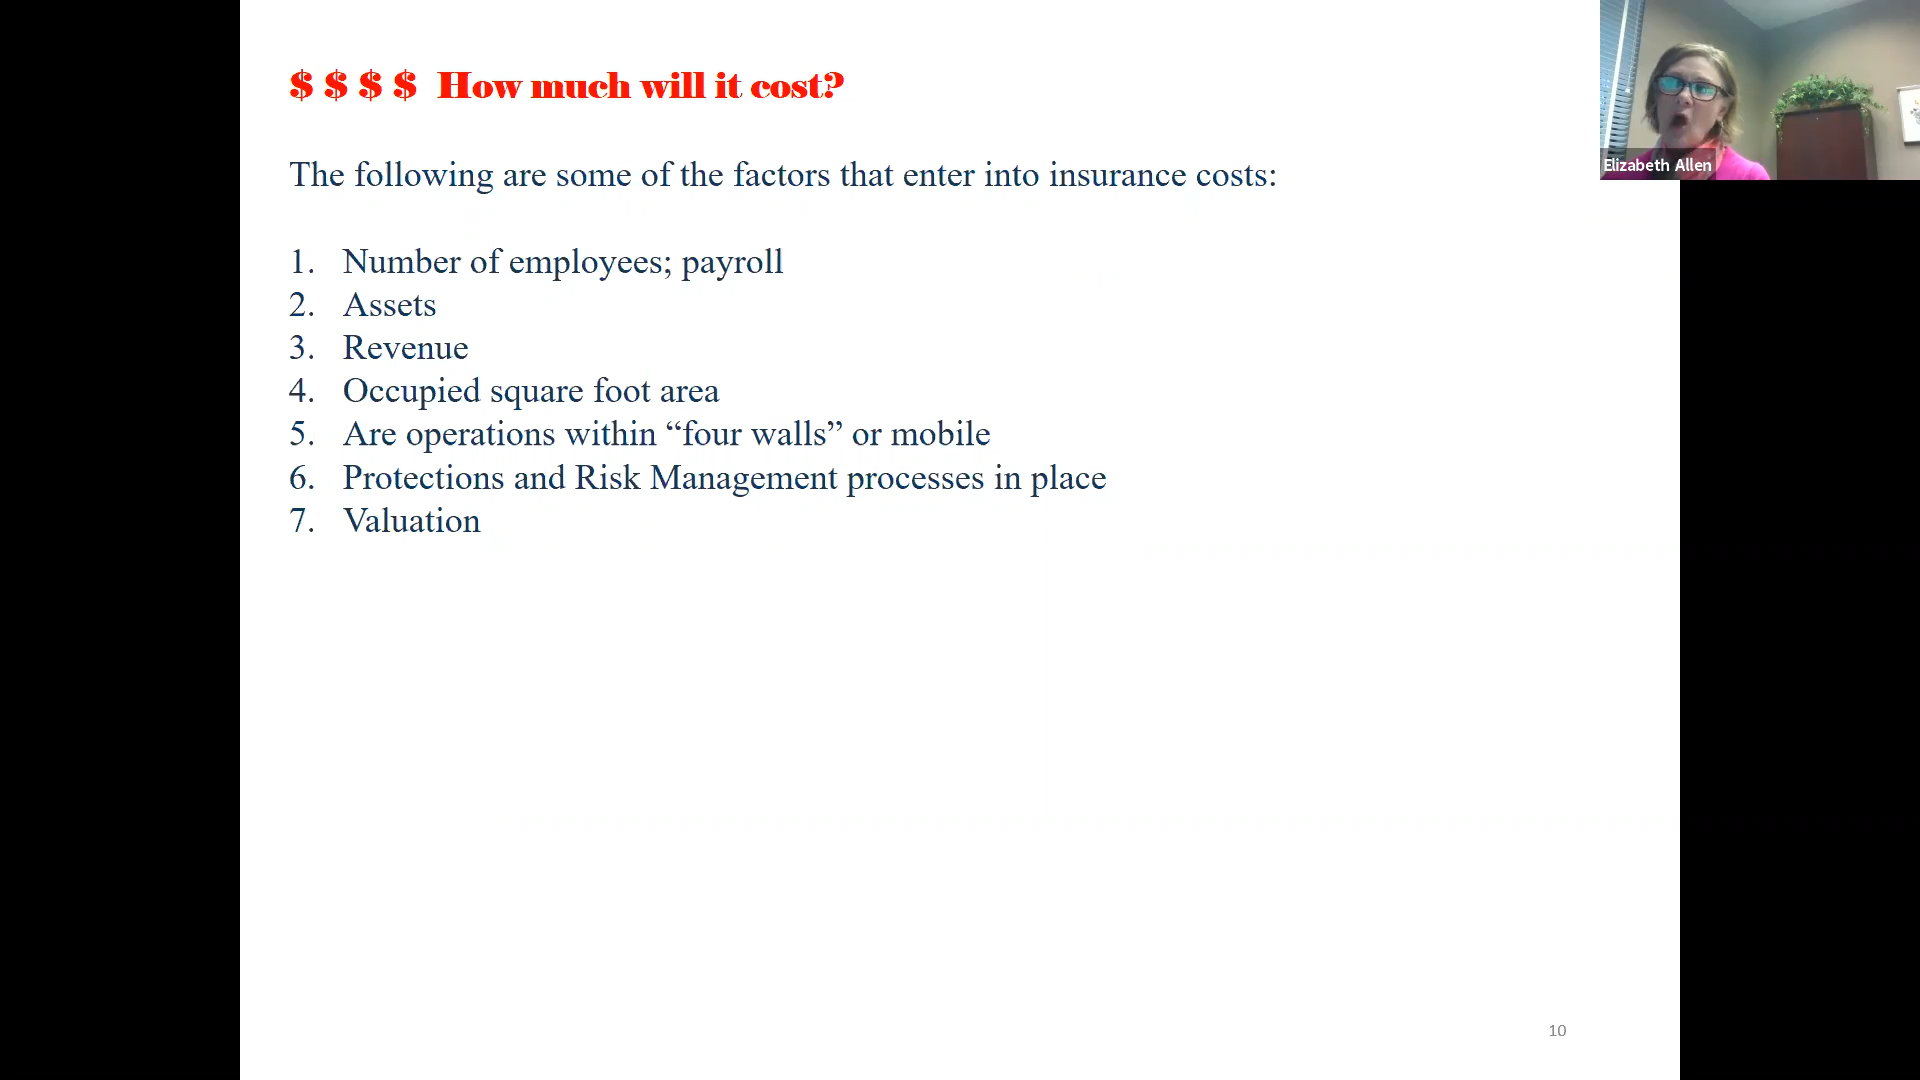 $ $ $ $ How much will it cost?
The following are some of the factors that enter into insurance costs:
1. Number of employees; payroll
2. Assets
3. Revenue
4. Occupied square foot area
5. Are operations within “four walls” or mobile
6. Protections and Risk Management processes in place
7. Valuation
Elizabeth Allen
10